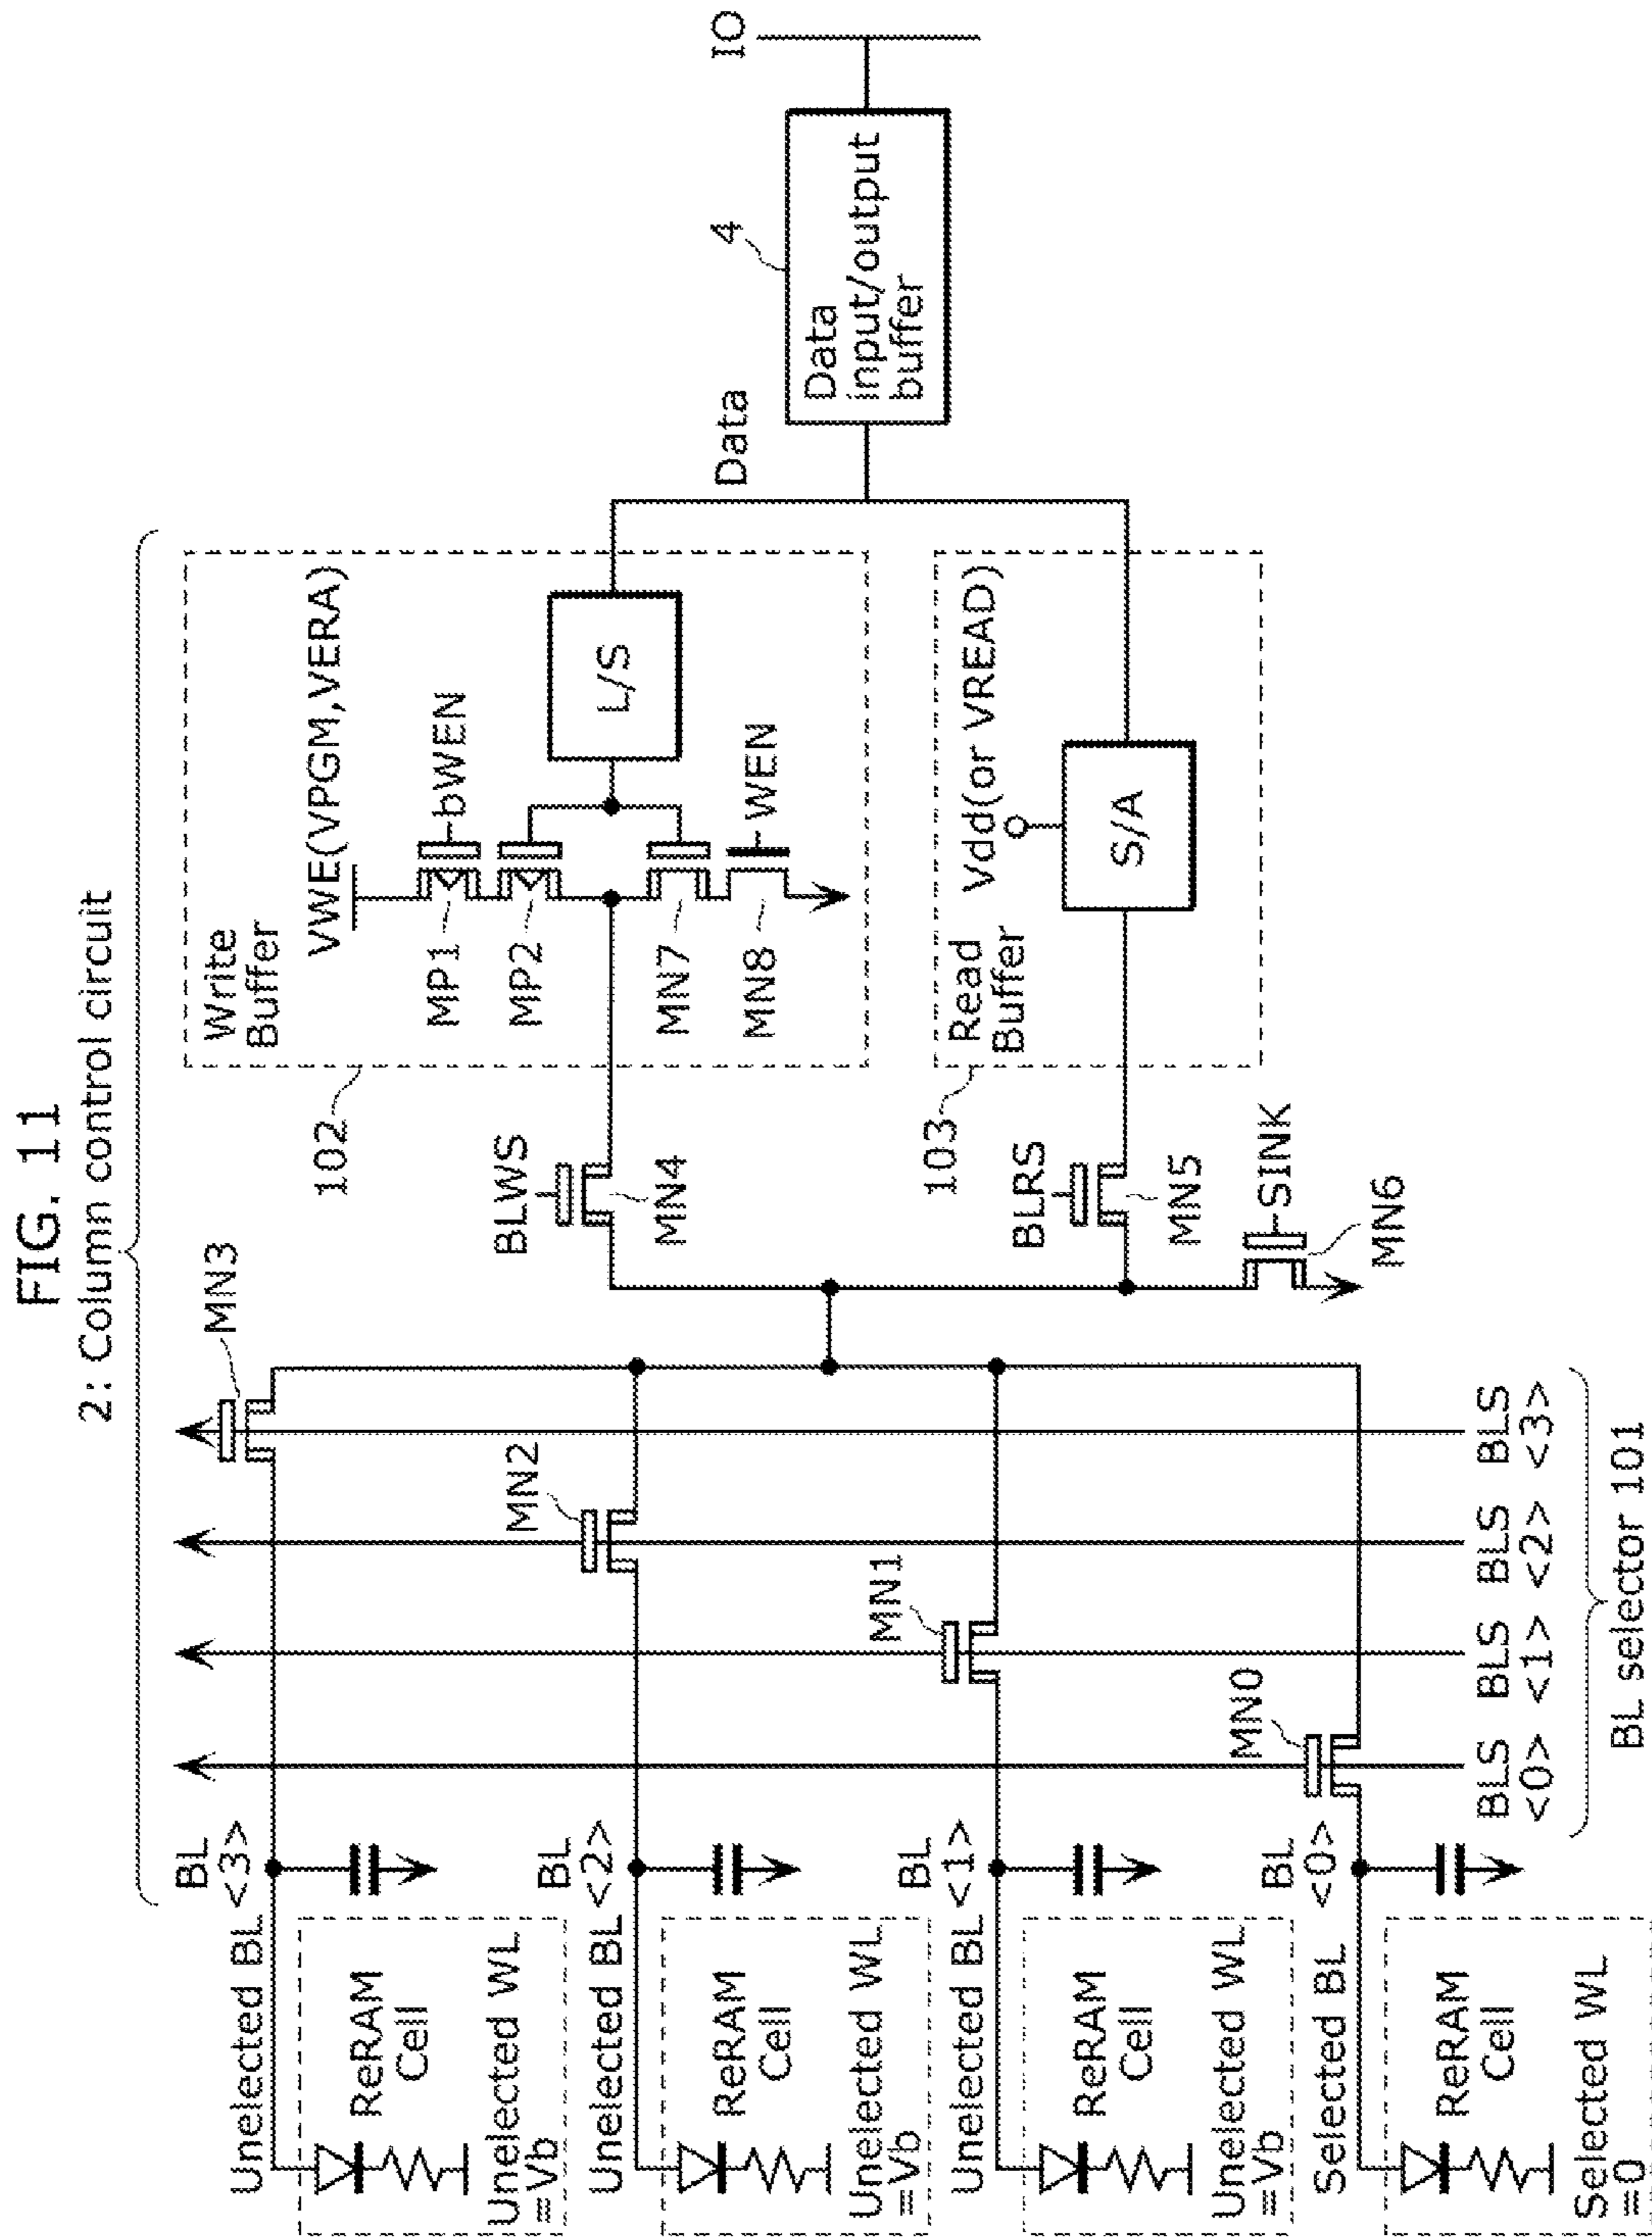 FIG. 11
2: Column control circuit
Unelected BL
BL
<3>
MN3
ReRAM
Cell
Unelected WL
=Vb
Unelected BL
BL
<2>
MN2
ReRAM
Cell
Unelected WL
=Vb
Unelected BL
BL
<1>
MN1
ReRAM
Cell
Unelected WL
=Vb
Selected BL
BL
<0>
MN0
ReRAM
Cell
Selected WL
=0
BLS
<0>
BLS
<1>
BLS
<2>
BLS
<3>
BL selector 101
102
Write
Buffer
VWE(VPGM,VERA)
MP1
bWEN
MP2
MN7
MN8
WEN
L/S
BLWS
MN4
103
Read
Buffer
Vdd(or VREAD)
S/A
BLRS
MN5
SINK
MN6
Data
4
Data
input/output
buffer
IO